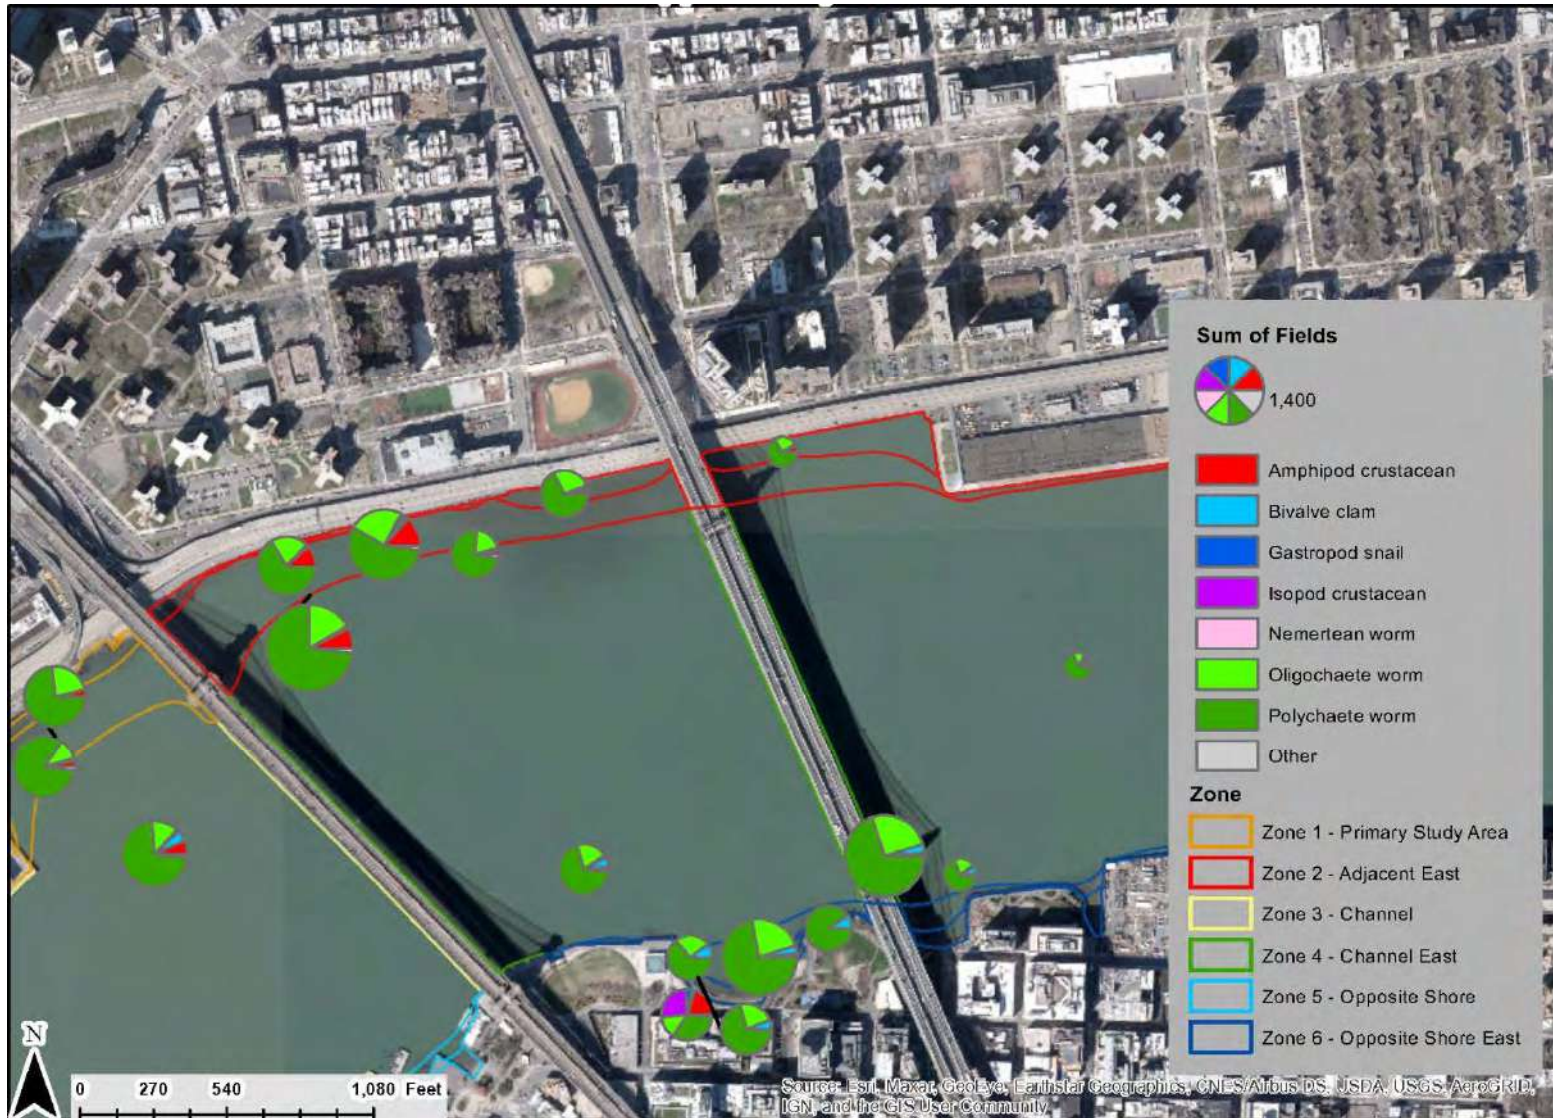 Sum of Fields
1,400
Amphipod crustacean
Bivalve clam
Gastropod snail
Isopod crustacean
Nemertean worm
Oligochaete worm
Polychaete worm
Other
Zone
Zone 1 - Primary Study Area
Zone 2 - Adjacent East
Zone 3 - Channel
Zone 4 - Channel East
Zone 5 - Opposite Shore
Zone 6 - Opposite Shore East
N
0 270 540 1,080 Feet
Source: Esri, Maxar, GeoEye, Earthstar Geographics, CNES/Airbus DS, USDA, USGS, AeroGRID,
IGN, and the GIS User Community